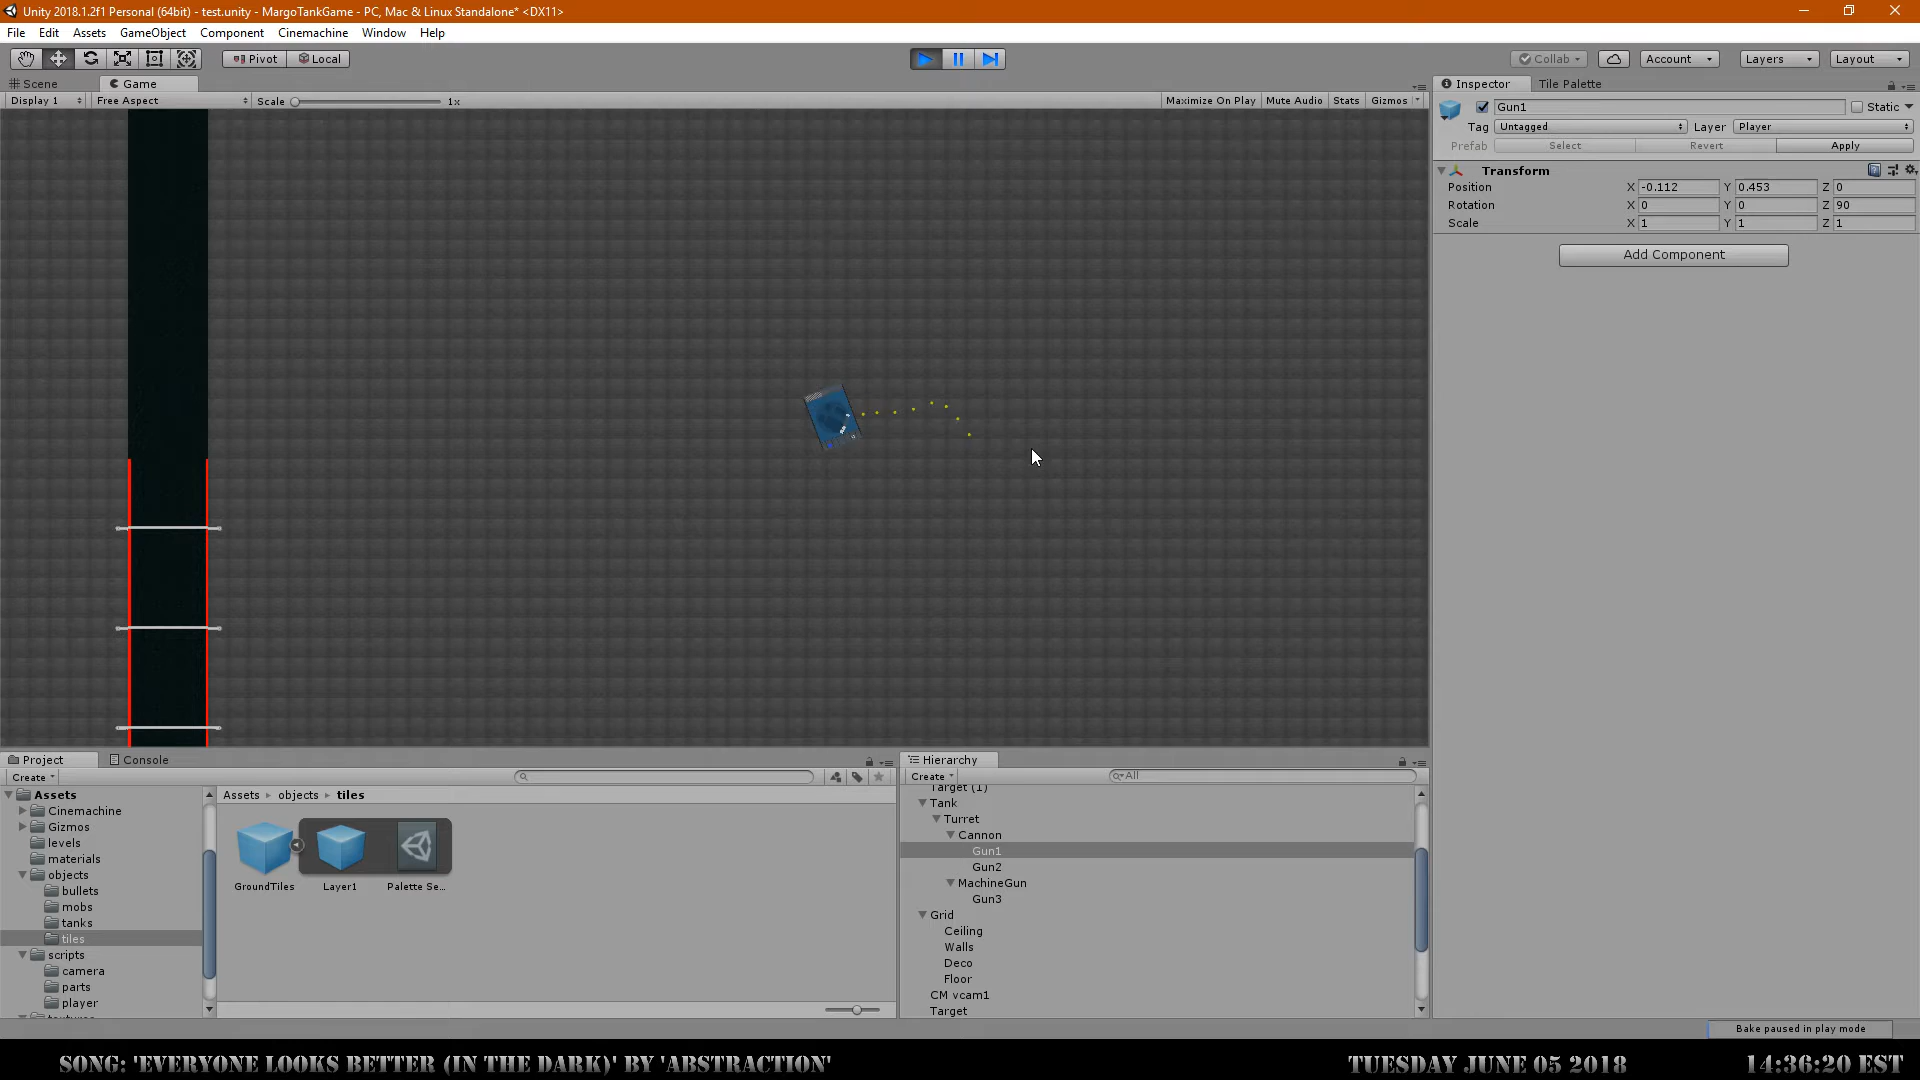 Unity 2018.1.2f1 Personal (64bit) - test.unity - MargoTankGame - PC, Mac & Linux Standalone* <DX11>
File Edit Assets GameObject Component Cinemachine Window Help
Pivot Local Collab Account Layers Layout
Scene Game
Display 1 Free Aspect Scale 1x Maximize On Play Mute Audio Stats Gizmos
Inspector Tile Palette
Gun1 Static
Tag Untagged Layer Player
Prefab Select Revert Apply
Transform
Position X -0.112 Y 0.453 Z 0
Rotation X 0 Y 0 Z 90
Scale X 1 Y 1 Z 1
Add Component
Project Console
Create
Assets
Cinemachine
Gizmos
levels
materials
objects
bullets
mobs
tanks
tiles
scripts
camera
parts
player
Assets objects tiles
GroundTiles Layer1 Palette Se...
Hierarchy
Create All
Target (1)
Tank
Turret
Cannon
Gun1
Gun2
MachineGun
Gun3
Grid
Ceiling
Walls
Deco
Floor
CM vcam1
Target
Bake paused in play mode
SONG: 'EVERYONE LOOKS BETTER (IN THE DARK)' BY 'ABSTRACTION' TUESDAY JUNE 05 2018 14:36:20 EST